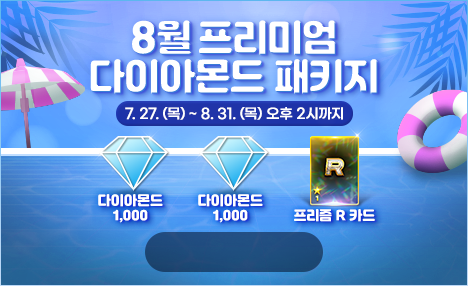 8월 프리미엄
다이아몬드 패키지
7. 27. (목) ~ 8. 31. (목) 오후 2시까지
다이아몬드
1,000
다이아몬드
1,000
R
1
프리즘 R 카드